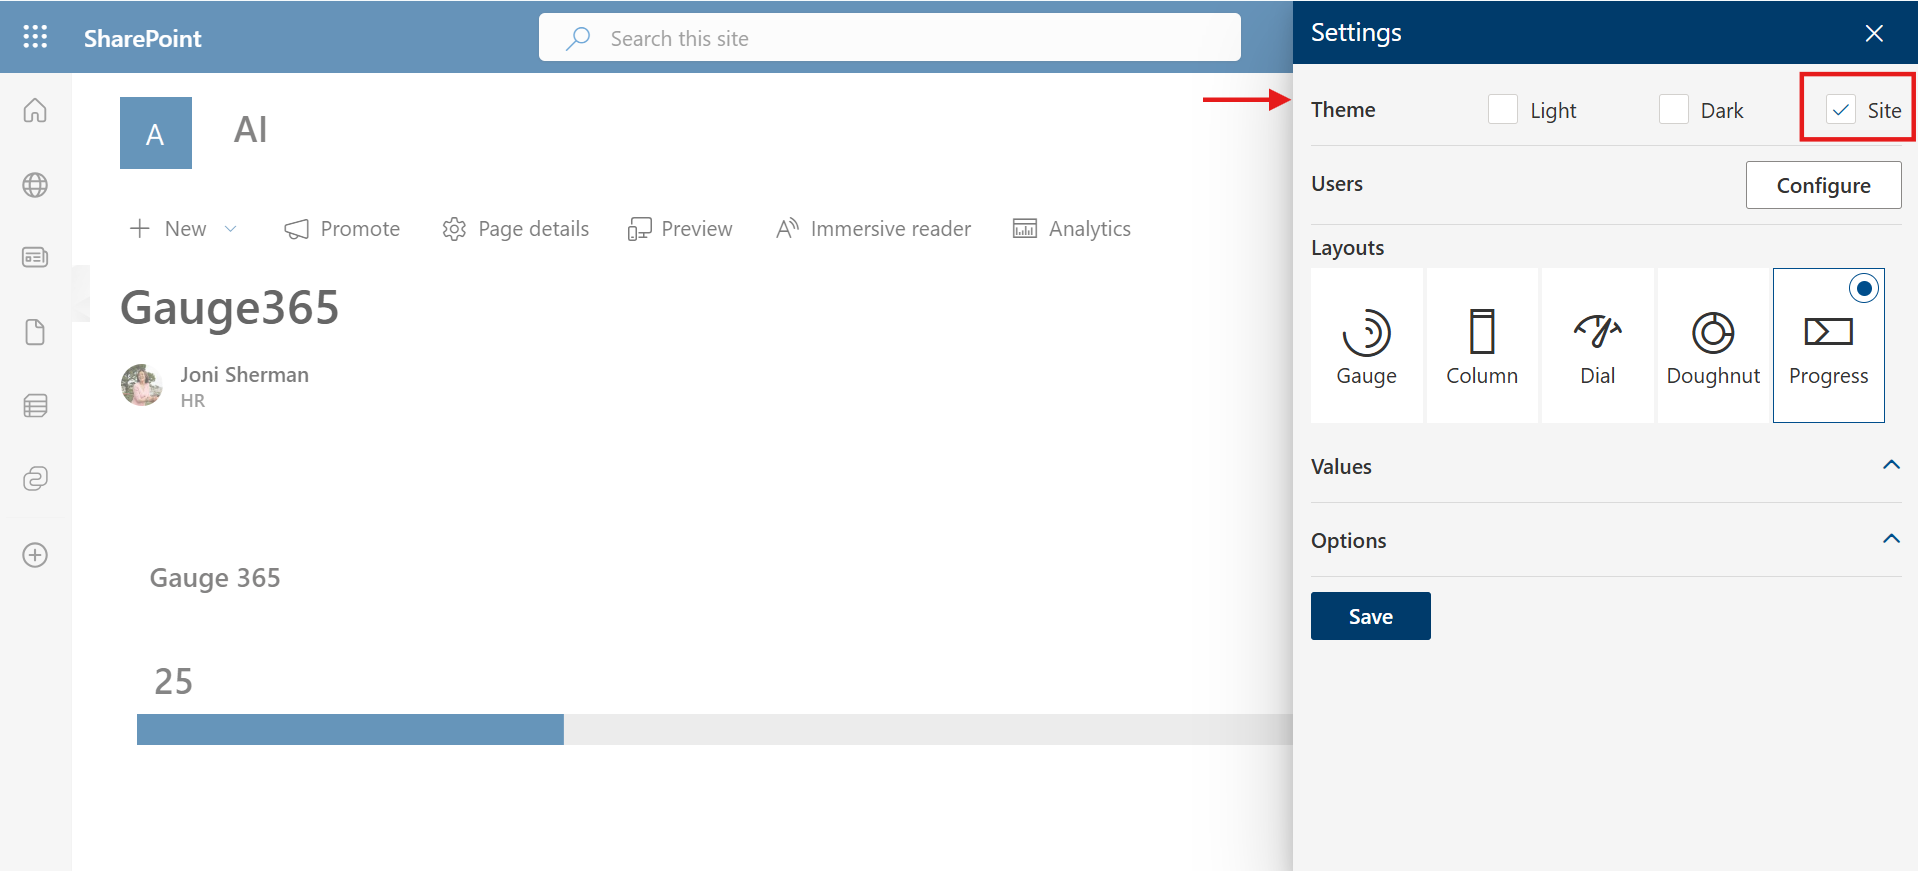 SharePoint
Search this site
A
AI
New
Promote
Page details
Preview
Immersive reader
Analytics
Gauge365
Joni Sherman
HR
Gauge 365
25
Settings
Theme
Light
Dark
Site
Users
Configure
Layouts
Gauge
Column
Dial
Doughnut
Progress
Values
Options
Save